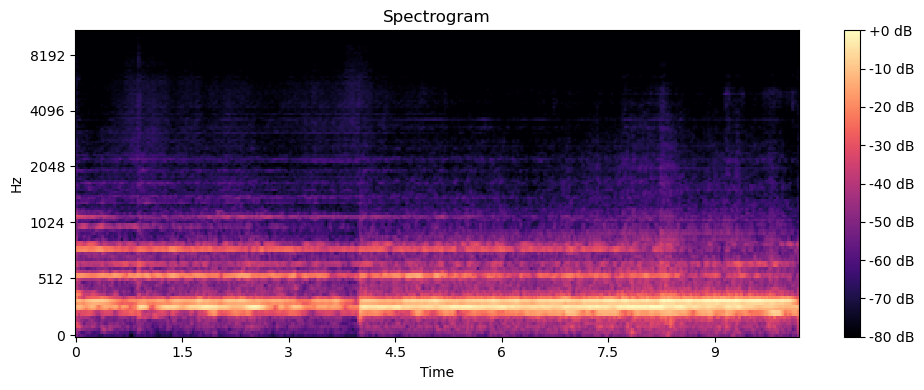 Spectrogram
8192
4096
2048
1024
512
0
Hz
0 1.5 3 4.5 6 7.5 9
Time
+0 dB
-10 dB
-20 dB
-30 dB
-40 dB
-50 dB
-60 dB
-70 dB
-80 dB